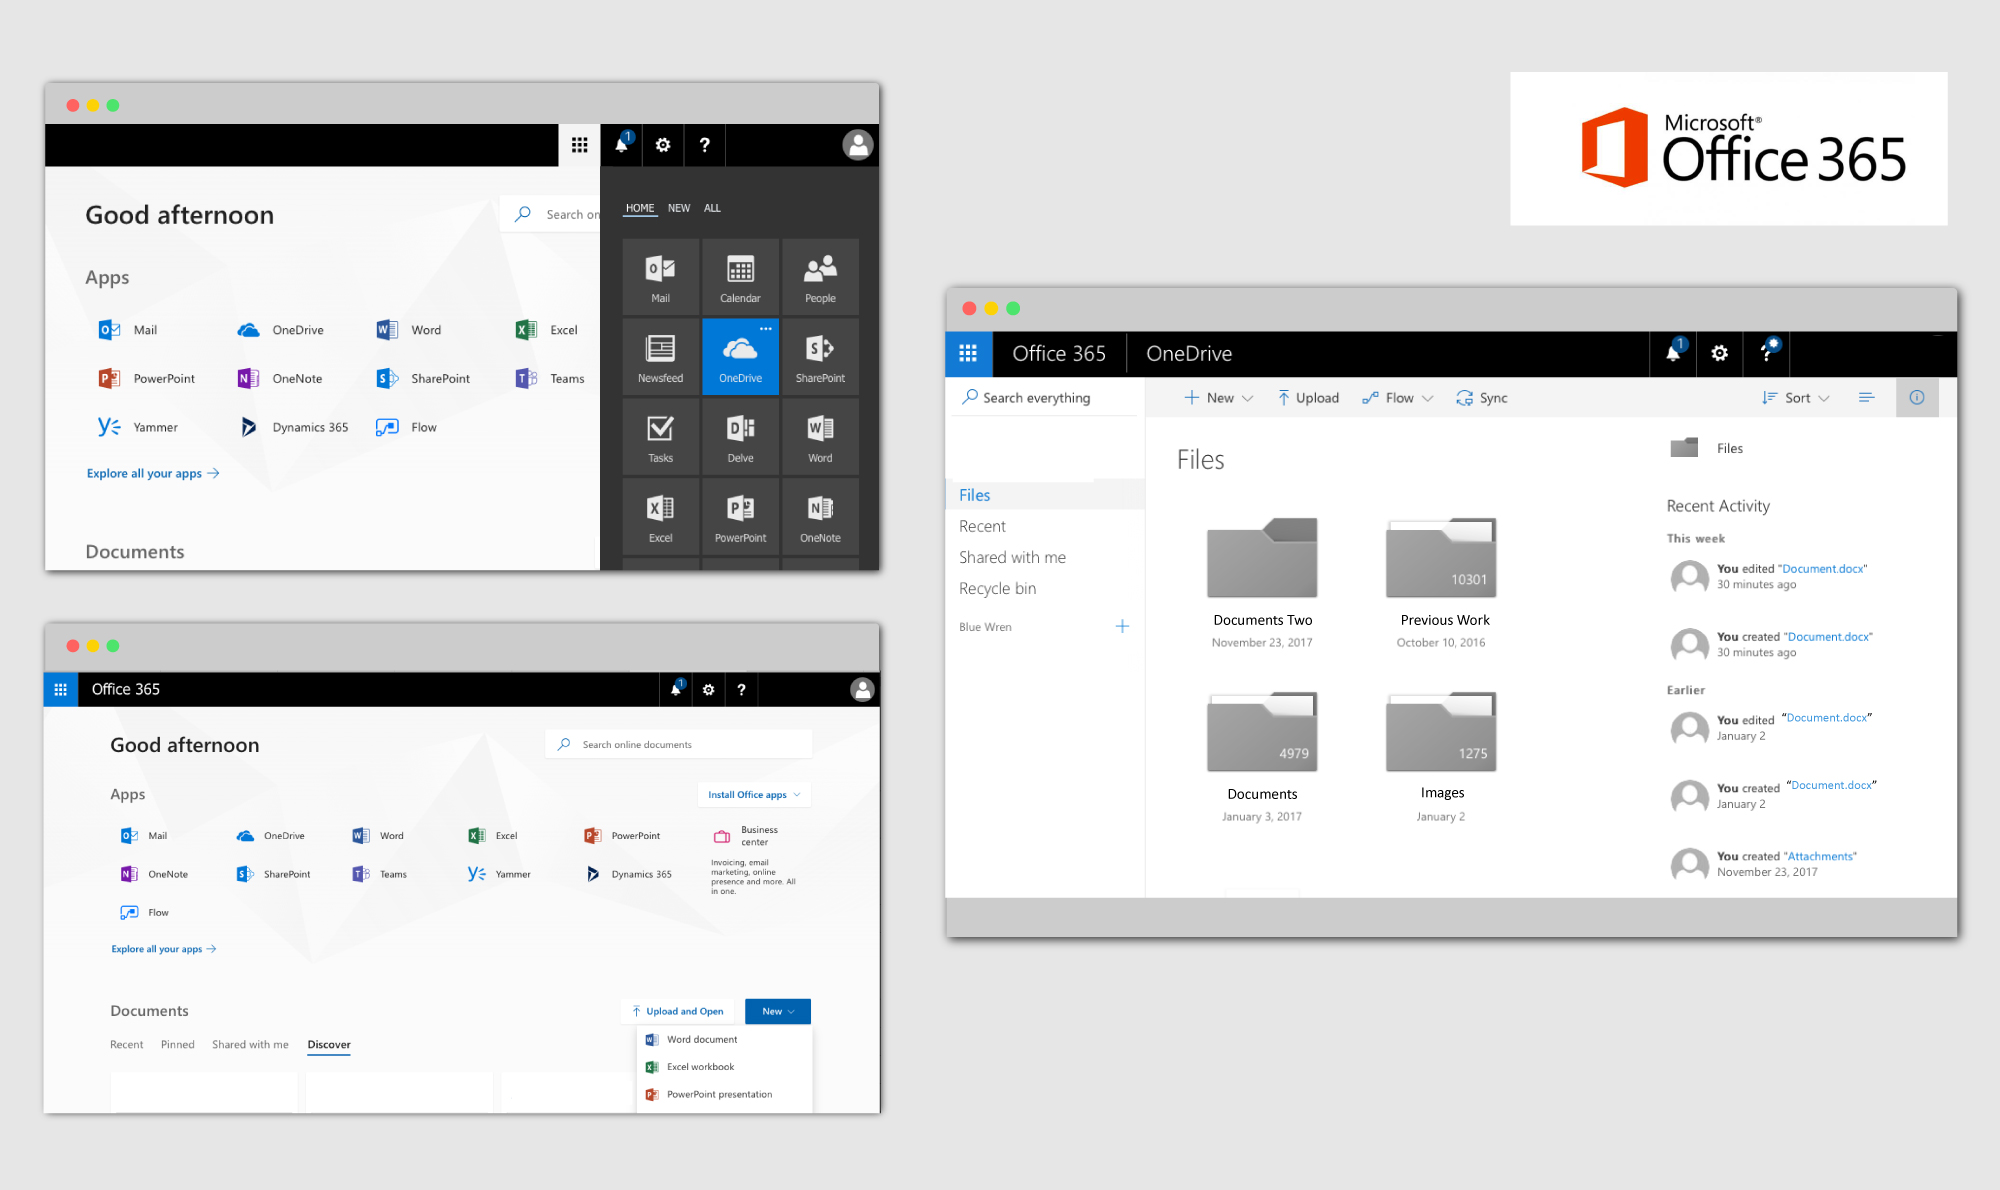 1
?
Good afternoon
Search on
Apps
Mail
OneDrive
Word
Excel
PowerPoint
OneNote
SharePoint
Teams
Yammer
Dynamics 365
Flow
Explore all your apps
Documents
HOME NEW ALL
Mail
Calendar
People
Newsfeed
OneDrive
SharePoint
Tasks
Delve
Word
Excel
PowerPoint
OneNote
Office 365
1
?
Good afternoon
Search online documents
Apps
Install Office apps
Mail
OneDrive
Word
Excel
PowerPoint
Business
center
Invoicing, email
marketing, online
presence and more. All
in one.
OneNote
SharePoint
Teams
Yammer
Dynamics 365
Flow
Explore all your apps
Documents
Upload and Open
New
Recent
Pinned
Shared with me
Discover
Word document
Excel workbook
PowerPoint presentation
Microsoft®
Office 365
Office 365
OneDrive
1
?
Search everything
New
Upload
Flow
Sync
Sort
Files
Recent
Shared with me
Recycle bin
Blue Wren
Files
Documents Two
November 23, 2017
10301
Previous Work
October 10, 2016
4979
Documents
January 3, 2017
1275
Images
January 2
Files
Recent Activity
This week
You edited "Document.docx"
30 minutes ago
You created "Document.docx"
30 minutes ago
Earlier
You edited “Document.docx”
January 2
You created “Document.docx”
January 2
You created "Attachments"
November 23, 2017